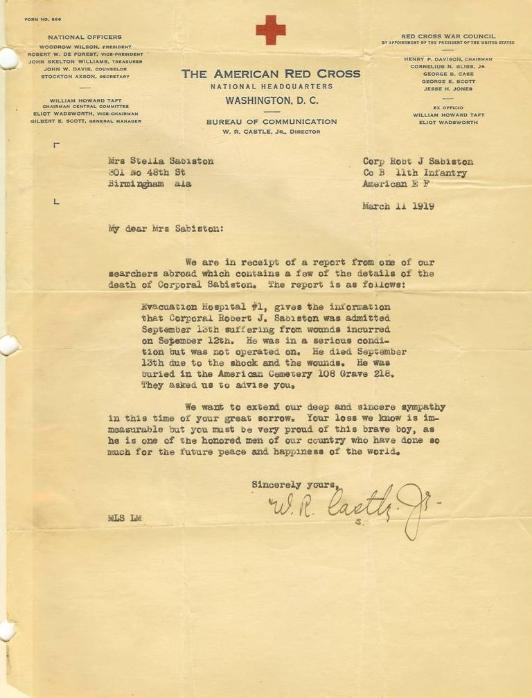 FORM NO. 609
NATIONAL OFFICERS
WOODROW WILSON, PRESIDENT
ROBERT W. DE FOREST, VICE-PRESIDENT
JOHN SKELTON WILLIAMS, TREASURER
JOHN W. DAVIS, COUNSELOR
STOCKTON AXSON, SECRETARY
WILLIAM HOWARD TAFT
CHAIRMAN CENTRAL COMMITTEE
ELIOT WADSWORTH, VICE-CHAIRMAN
GILBERT E. SCOTT, GENERAL MANAGER
THE AMERICAN RED CROSS
NATIONAL HEADQUARTERS
WASHINGTON, D. C.
BUREAU OF COMMUNICATION
W. R. CASTLE, JR., DIRECTOR
RED CROSS WAR COUNCIL
BY APPOINTMENT OF THE PRESIDENT OF THE UNITED STATES
HENRY P. DAVISON, CHAIRMAN
CORNELIUS N. BLISS, JR.
GEORGE B. CASE
GEORGE E. SCOTT
JESSE H. JONES
EX OFFICIO
WILLIAM HOWARD TAFT
ELIOT WADSWORTH
Mrs Stella Sabiston
801 No 48th St
Birmingham ala
Corp Robt J Sabiston
Co B 11th Infantry
American E F
March 11 1919
My dear Mrs Sabiston:
We are in receipt of a report from one of our
searchers abroad which contains a few of the details of the
death of Corporal Sabiston. The report is as follows:
Evacuation Hospital #1, gives the information
that Corporal Robert J. Sabiston was admitted
September 13th suffering from wounds incurred
on Setember 12th. He was in a serious condi-
tion but was not operated on. He died September
13th due to the shock and the wounds. He was
buried in the American Cemetery 108 Grave 218.
They asked us to advise you.
We want to extend our deep and sincere sympathy
in this time of your great sorrow. Your loss we know is im-
measurable but you must be very proud of this brave boy, as
he is one of the honored men of our country who have done so
much for the future peace and happiness of the world.
Sincerely yours,
W. R. Castle, Jr.
s.
MLS LM